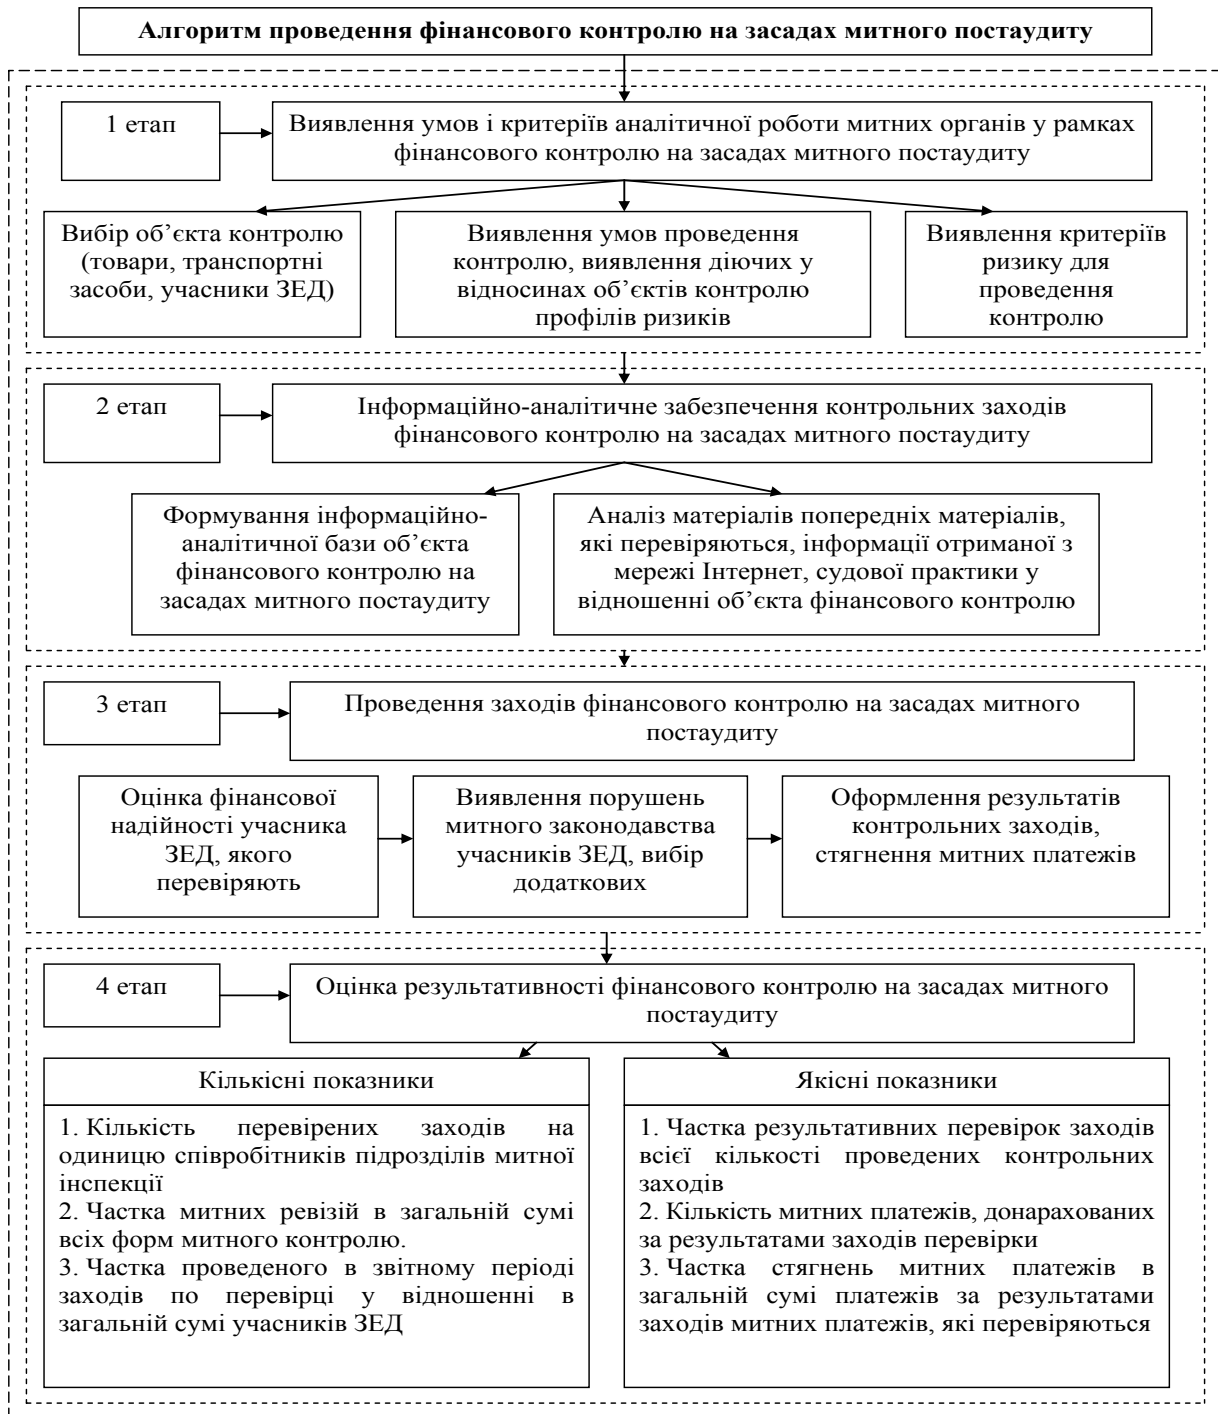 Алгоритм проведення фінансового контролю на засадах митного постаудиту
1 етап
Виявлення умов і критеріїв аналітичної роботи митних органів у рамках
фінансового контролю на засадах митного постаудиту
Вибір об’єкта контролю
(товари, транспортні
засоби, учасники ЗЕД)
Виявлення умов проведення
контролю, виявлення діючих у
відносинах об’єктів контролю
профілів ризиків
Виявлення критеріїв
ризику для
проведення
контролю
2 етап
Інформаційно-аналітичне забезпечення контрольних заходів
фінансового контролю на засадах митного постаудиту
Формування інформаційно-
аналітичної бази об’єкта
фінансового контролю на
засадах митного постаудиту
Аналіз матеріалів попередніх матеріалів,
які перевіряються, інформації отриманої з
мережі Інтернет, судової практики у
відношенні об’єкта фінансового контролю
3 етап
Проведення заходів фінансового контролю на засадах митного
постаудиту
Оцінка фінансової
надійності учасника
ЗЕД, якого
перевіряють
Виявлення порушень
митного законодавства
учасників ЗЕД, вибір
додаткових
Оформлення результатів
контрольних заходів,
стягнення митних платежів
4 етап
Оцінка результативності фінансового контролю на засадах митного
постаудиту
Кількісні показники
1. Кількість перевірених заходів на
одиницю співробітників підрозділів митної
інспекції
2. Частка митних ревізій в загальній сумі
всіх форм митного контролю.
3. Частка проведеного в звітному періоді
заходів по перевірці у відношенні в
загальній сумі учасників ЗЕД
Якісні показники
1. Частка результативних перевірок заходів
всієї кількості проведених контрольних
заходів
2. Кількість митних платежів, донарахованих
за результатами заходів перевірки
3. Частка стягнень митних платежів в
загальній сумі платежів за результатами
заходів митних платежів, які перевіряються